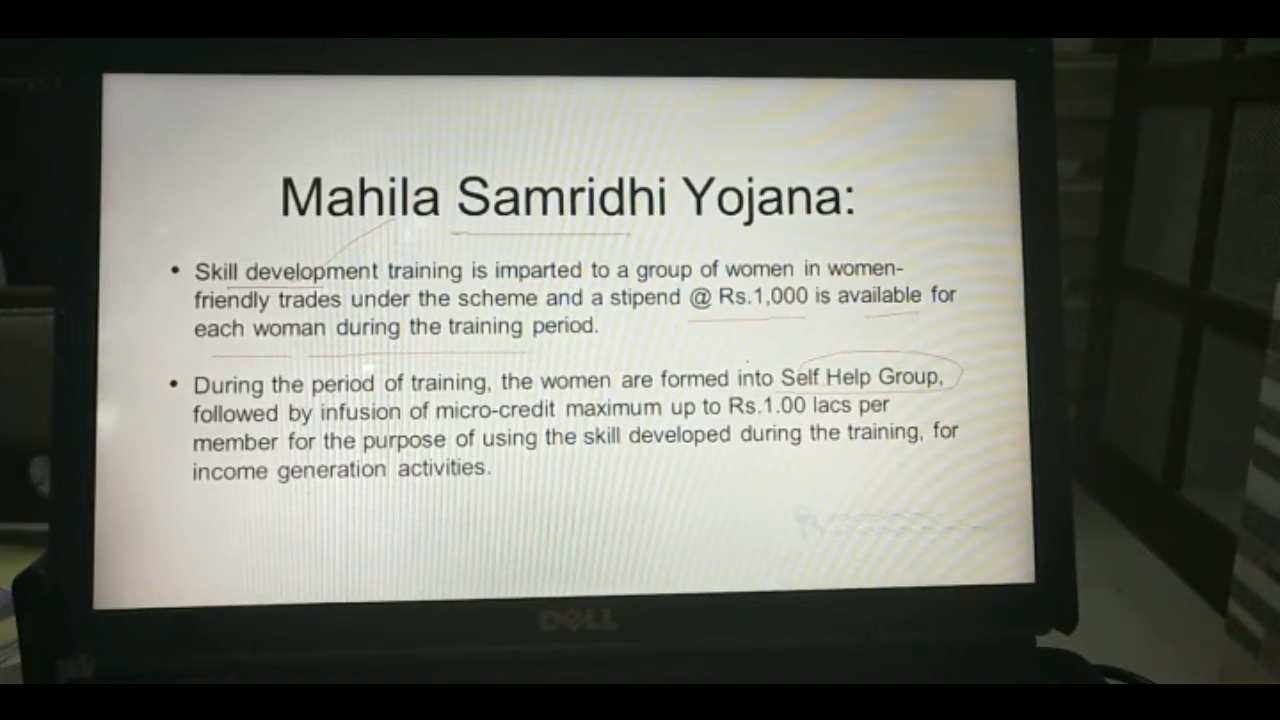 Mahila Samridhi Yojana:
• Skill development training is imparted to a group of women in women-
friendly trades under the scheme and a stipend @ Rs.1,000 is available for
each woman during the training period.
• During the period of training, the women are formed into Self Help Group,
followed by infusion of micro-credit maximum up to Rs.1.00 lacs per
member for the purpose of using the skill developed during the training, for
income generation activities.
DELL